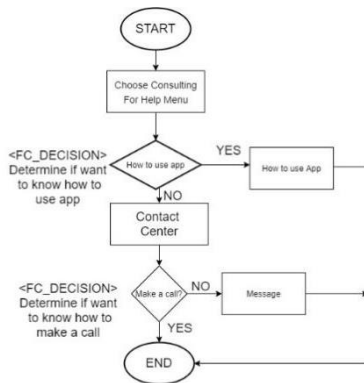 START
Choose Consulting
For Help Menu
<FC_DECISION>
Determine if want
to know how to
use app
How to use app
YES
How to use App
NO
Contact
Center
<FC_DECISION>
Determine if want
to know how to
make a call
Make a call?
NO
Message
YES
END